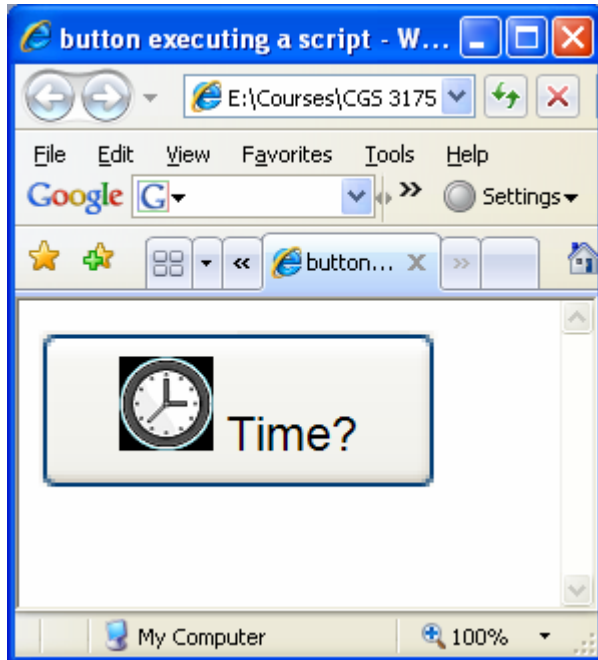 button executing a script - W...
E:\Courses\CGS 3175
File Edit View Favorites Tools Help
Google G Settings
button...
Time?
My Computer 100%